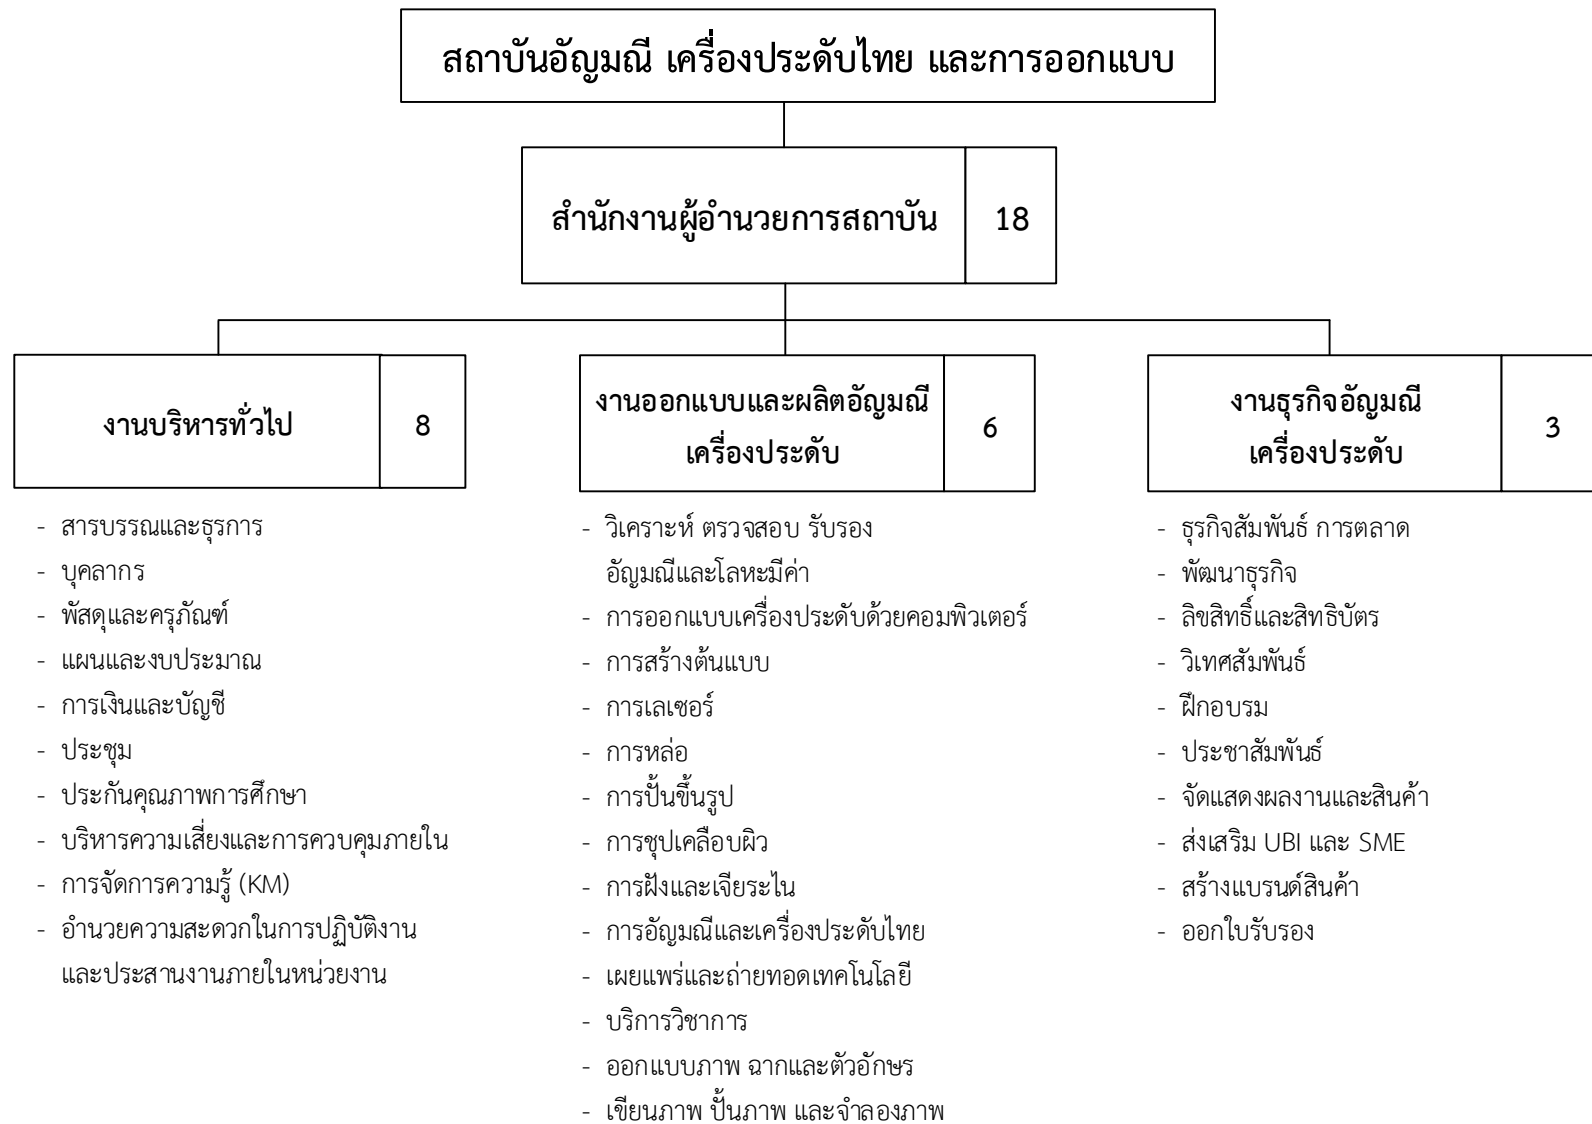 สถาบันอัญมณี เครื่องประดับไทย และการออกแบบ
สำนักงานผู้อำนวยการสถาบัน 18
งานบริหารทั่วไป 8
- สารบรรณและธุรการ
- บุคลากร
- พัสดุและครุภัณฑ์
- แผนและงบประมาณ
- การเงินและบัญชี
- ประชุม
- ประกันคุณภาพการศึกษา
- บริหารความเสี่ยงและการควบคุมภายใน
- การจัดการความรู้ (KM)
- อำนวยความสะดวกในการปฏิบัติงาน
และประสานงานภายในหน่วยงาน
งานออกแบบและผลิตอัญมณี
เครื่องประดับ 6
- วิเคราะห์ ตรวจสอบ รับรอง
อัญมณีและโลหะมีค่า
- การออกแบบเครื่องประดับด้วยคอมพิวเตอร์
- การสร้างต้นแบบ
- การเลเซอร์
- การหล่อ
- การปั้นขึ้นรูป
- การชุปเคลือบผิว
- การฝังและเจียระไน
- การอัญมณีและเครื่องประดับไทย
- เผยแพร่และถ่ายทอดเทคโนโลยี
- บริการวิชาการ
- ออกแบบภาพ ฉากและตัวอักษร
- เขียนภาพ ปั้นภาพ และจำลองภาพ
งานธุรกิจอัญมณี
เครื่องประดับ 3
- ธุรกิจสัมพันธ์ การตลาด
- พัฒนาธุรกิจ
- ลิขสิทธิ์และสิทธิบัตร
- วิเทศสัมพันธ์
- ฝึกอบรม
- ประชาสัมพันธ์
- จัดแสดงผลงานและสินค้า
- ส่งเสริม UBI และ SME
- สร้างแบรนด์สินค้า
- ออกใบรับรอง